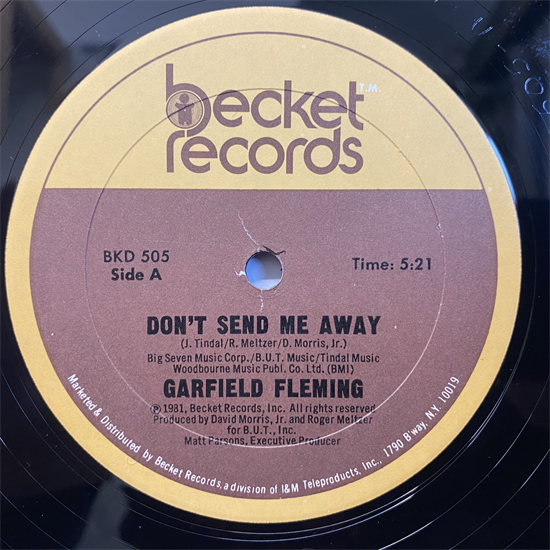 becket T.M.
records
BKD 505
Side A
Time: 5:21
DON'T SEND ME AWAY
(J. Tindal/R. Meltzer/D. Morris, Jr.)
Big Seven Music Corp./B.U.T. Music/Tindal Music
Woodbourne Music Publ. Co. Ltd. (BMI)
GARFIELD FLEMING
Ⓟ1981, Becket Records, Inc. All rights reserved
Produced by David Morris, Jr. and Roger Meltzer
for B.U.T., Inc.
Matt Parsons, Executive Producer
Marketed & Distributed by Becket Records, a division of I&M Teleproducts, Inc., 1790 B'way, N.Y. 10019